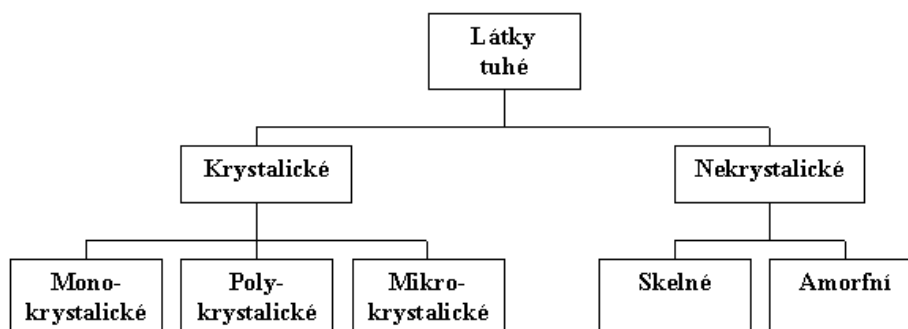 Látky
tuhé
Krystalické
Nekrystalické
Mono-
krystalické
Poly-
krystalické
Mikro-
krystalické
Skelné
Amorfní